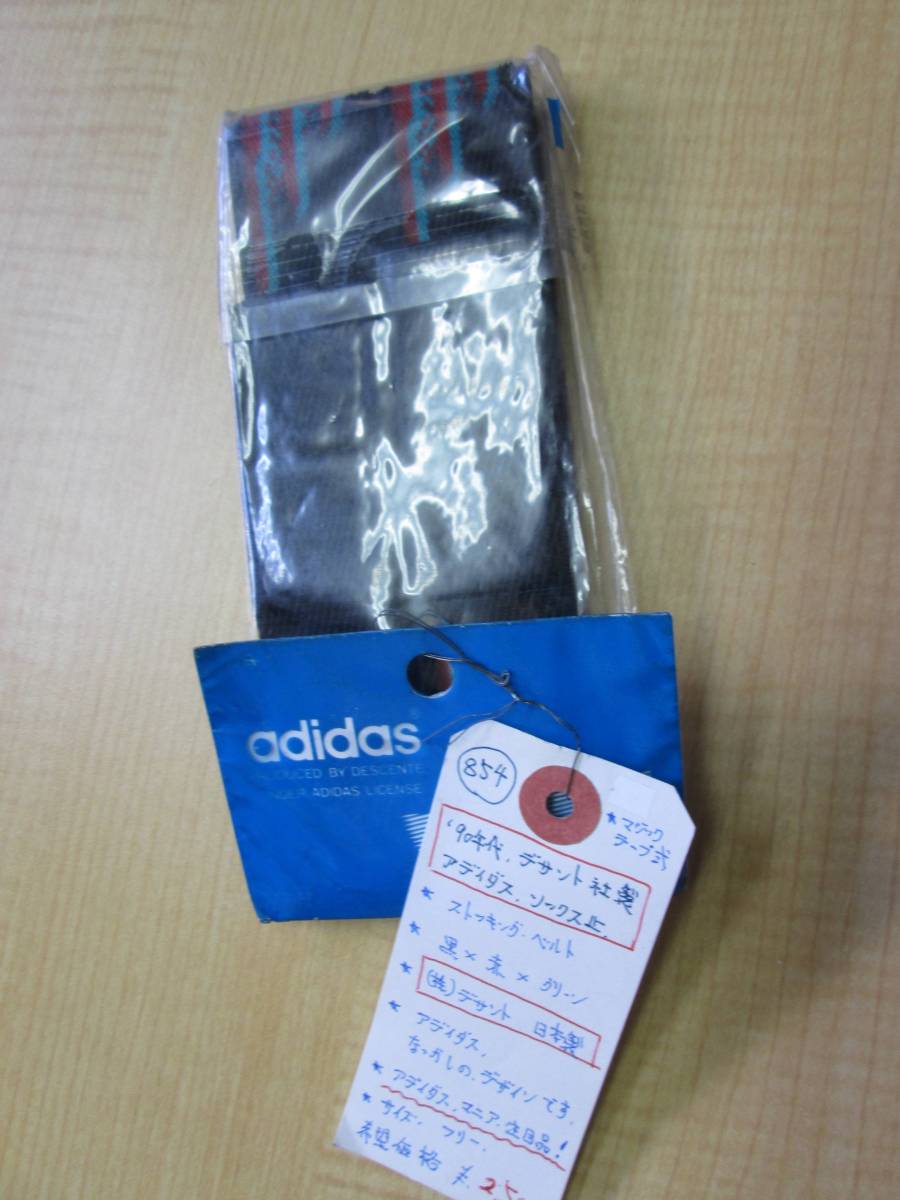 adidas
PRODUCED BY DESCENTE
UNDER ADIDAS LICENSE
854
* マジック
テープ式
'90年代.デサント社製
アディダス.ソックス止.
* ストッキング.ベルト
* 黒×赤×グリーン
* (株)デサント 日本製
* アディダス.
なつかしの.デザインです.
* アディダス.マニア.注目品!
* サイズ.フリー.
希望価格 ¥.